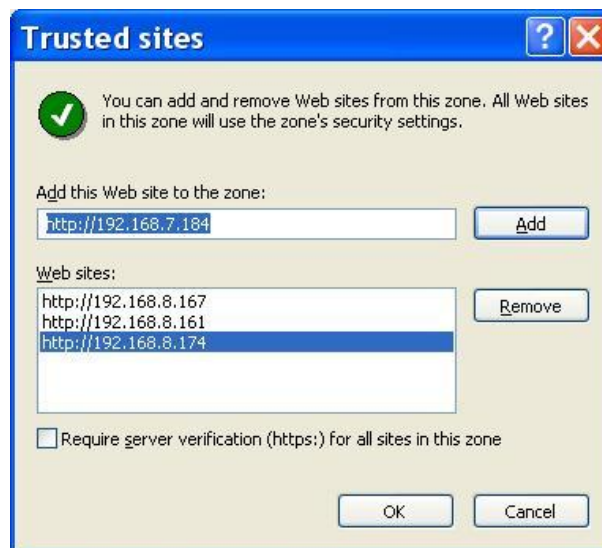 Trusted sites
You can add and remove Web sites from this zone. All Web sites
in this zone will use the zone's security settings.
Add this Web site to the zone:
http://192.168.7.184
Add
Web sites:
http://192.168.8.167
http://192.168.8.161
http://192.168.8.174
Remove
Require server verification (https:) for all sites in this zone
OK
Cancel